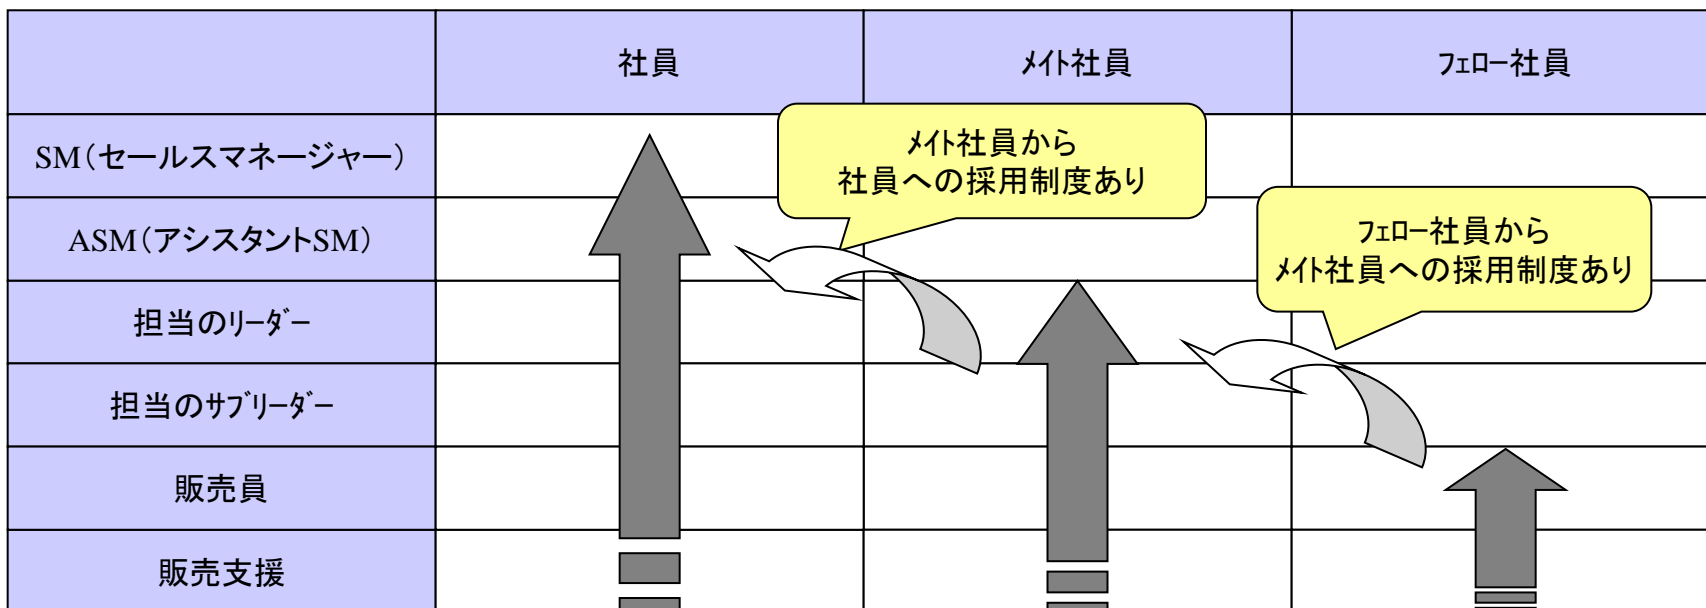 社員
メイト社員
フェロー社員
SM（セールスマネージャー）
メイト社員から
社員への採用制度あり
ASM（アシスタントSM）
フェロー社員から
メイト社員への採用制度あり
担当のリーダー
担当のサブリーダー
販売員
販売支援